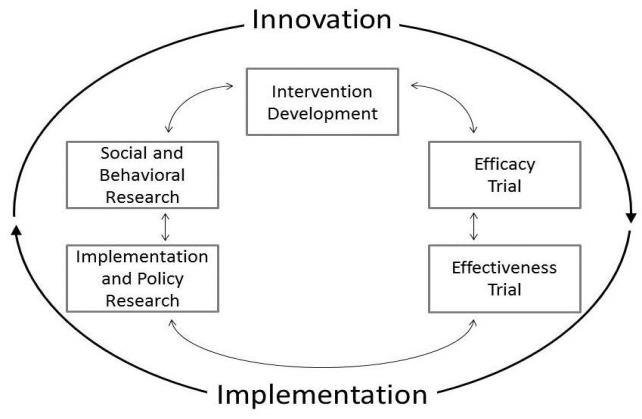 Innovation
Intervention
Development
Social and
Behavioral
Research
Efficacy
Trial
Implementation
and Policy
Research
Effectiveness
Trial
Implementation